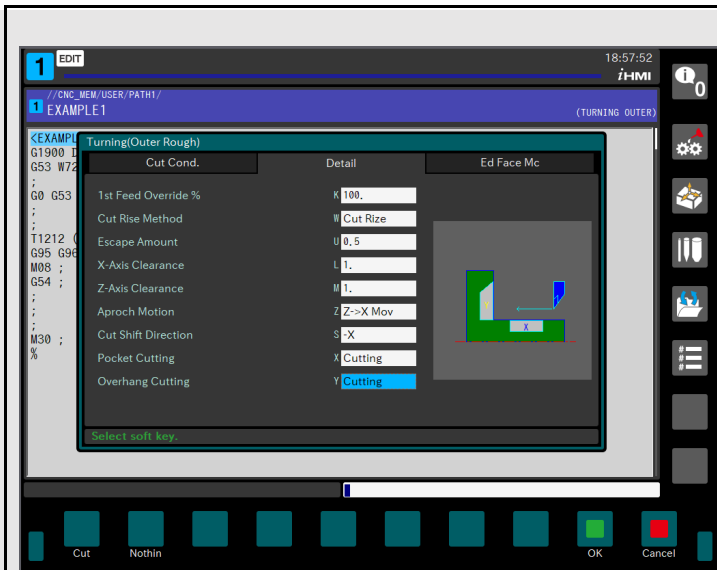 1 EDIT 18:57:52
iHMI
//CNC_MEM/USER/PATH1/
1 EXAMPLE1 (TURNING OUTER)
0
<EXAMPL
G1900 D
G53 W72
;
G0 G53
;
;
T1212 (
G95 G96
M08 ;
G54 ;
;
;
;
M30 ;
%
Turning(Outer Rough)
Cut Cond. Detail Ed Face Mc
1st Feed Override % K 100.
Cut Rise Method W Cut Rize
Escape Amount U 0.5
X-Axis Clearance L 1.
Z-Axis Clearance M 1.
Aproch Motion Z Z->X Mov
Cut Shift Direction S -X
Pocket Cutting X Cutting
Overhang Cutting Y Cutting
Y
X
Select soft key.
Cut Nothin OK Cancel